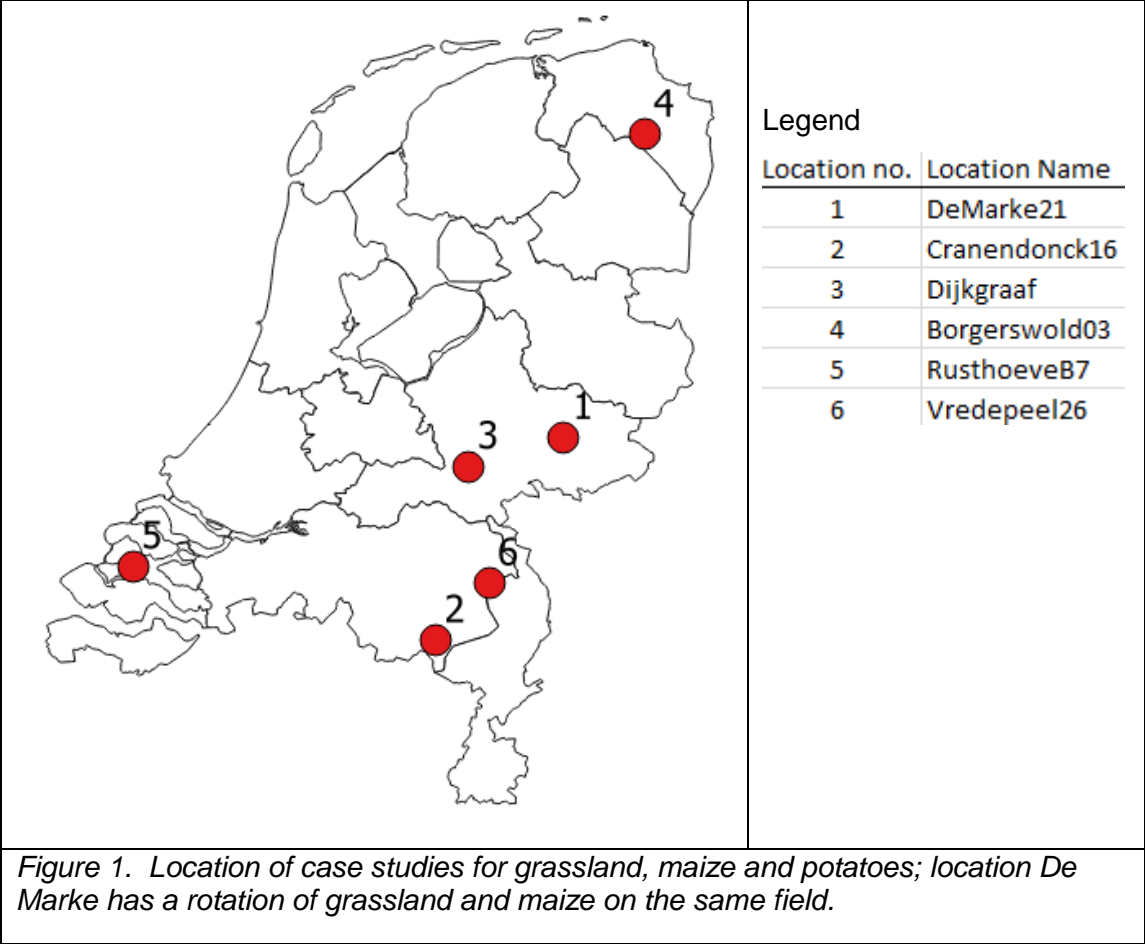 4
1
3
5
6
2
Legend
Location no. Location Name
1 DeMarke21
2 Cranendonck16
3 Dijkgraaf
4 Borgerswold03
5 RusthoeveB7
6 Vredepeel26
Figure 1. Location of case studies for grassland, maize and potatoes; location De
Marke has a rotation of grassland and maize on the same field.